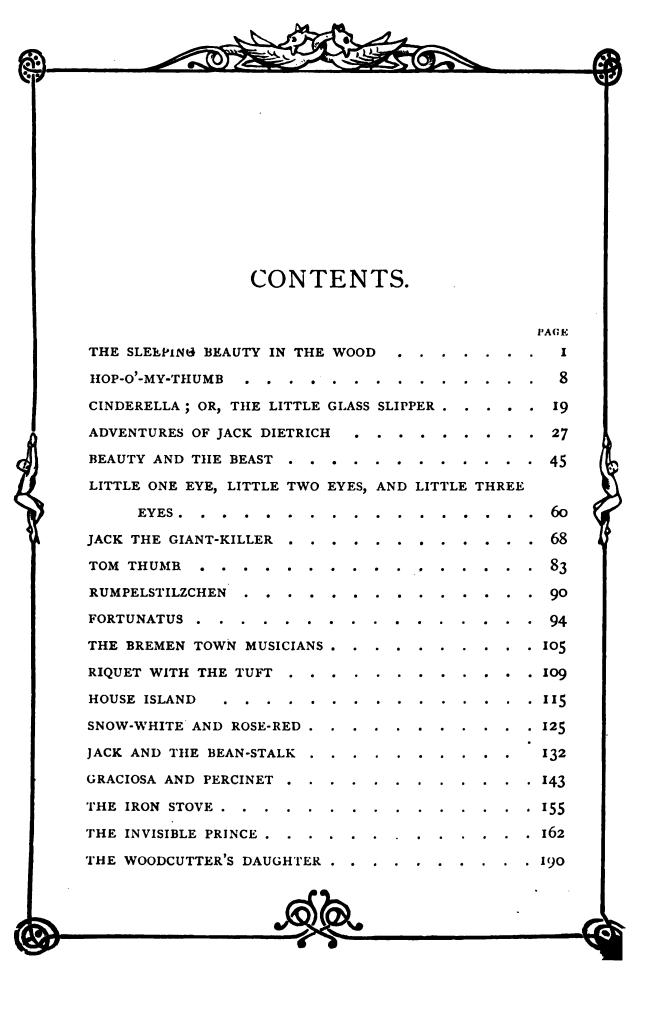 CONTENTS.
PAGE
THE SLEEPING BEAUTY IN THE WOOD . . . . . . . 1
HOP-O'-MY-THUMB . . . . . . . . . . . . . . 8
CINDERELLA ; OR, THE LITTLE GLASS SLIPPER . . . . . 19
ADVENTURES OF JACK DIETRICH . . . . . . . . . 27
BEAUTY AND THE BEAST . . . . . . . . . . . . 45
LITTLE ONE EYE, LITTLE TWO EYES, AND LITTLE THREE
EYES . . . . . . . . . . . . . . . . . 60
JACK THE GIANT-KILLER . . . . . . . . . . . . 68
TOM THUMB . . . . . . . . . . . . . . . . 83
RUMPELSTILZCHEN . . . . . . . . . . . . . . 90
FORTUNATUS . . . . . . . . . . . . . . . . 94
THE BREMEN TOWN MUSICIANS . . . . . . . . . . 105
RIQUET WITH THE TUFT . . . . . . . . . . . . 109
HOUSE ISLAND . . . . . . . . . . . . . . . 115
SNOW-WHITE AND ROSE-RED . . . . . . . . . . . 125
JACK AND THE BEAN-STALK . . . . . . . . . . 132
GRACIOSA AND PERCINET . . . . . . . . . . . . 143
THE IRON STOVE . . . . . . . . . . . . . . . 155
THE INVISIBLE PRINCE . . . . . . . . . . . . . 162
THE WOODCUTTER'S DAUGHTER . . . . . . . . . . 190